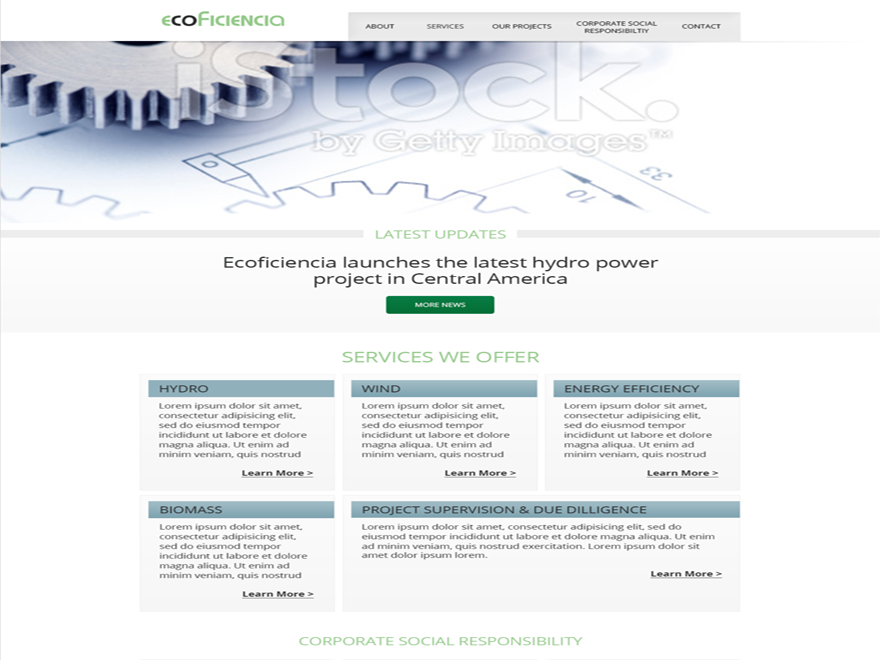 ECOFICIENCIA
ABOUT
SERVICES
OUR PROJECTS
CORPORATE SOCIAL
RESPONSIBILTIY
CONTACT
iStock.
by Getty Images™
33
10
LATEST UPDATES
Ecoficiencia launches the latest hydro power
project in Central America
MORE NEWS
SERVICES WE OFFER
HYDRO
Lorem ipsum dolor sit amet,
consectetur adipisicing elit,
sed do eiusmod tempor
incididunt ut labore et dolore
magna aliqua. Ut enim ad
minim veniam, quis nostrud
Learn More >
WIND
Lorem ipsum dolor sit amet,
consectetur adipisicing elit,
sed do eiusmod tempor
incididunt ut labore et dolore
magna aliqua. Ut enim ad
minim veniam, quis nostrud
Learn More >
ENERGY EFFICIENCY
Lorem ipsum dolor sit amet,
consectetur adipisicing elit,
sed do eiusmod tempor
incididunt ut labore et dolore
magna aliqua. Ut enim ad
minim veniam, quis nostrud
Learn More >
BIOMASS
Lorem ipsum dolor sit amet,
consectetur adipisicing elit,
sed do eiusmod tempor
incididunt ut labore et dolore
magna aliqua. Ut enim ad
minim veniam, quis nostrud
Learn More >
PROJECT SUPERVISION & DUE DILLIGENCE
Lorem ipsum dolor sit amet, consectetur adipisicing elit, sed do
eiusmod tempor incididunt ut labore et dolore magna aliqua. Ut enim
ad minim veniam, quis nostrud exercitation. Lorem ipsum dolor sit
amet dolor ipsum lorem.
Learn More >
CORPORATE SOCIAL RESPONSIBILITY